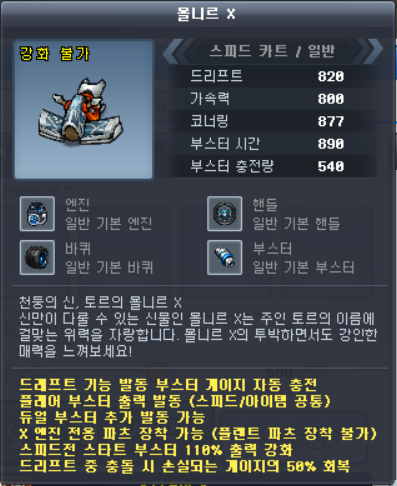 몰니르 X
강화 불가
스피드 카트 / 일반
드리프트 820
가속력 800
코너링 877
부스터 시간 890
부스터 충전량 540
엔진
일반 기본 엔진
핸들
일반 기본 핸들
바퀴
일반 기본 바퀴
부스터
일반 기본 부스터
천둥의 신, 토르의 몰니르 X
신만이 다룰 수 있는 신물인 몰니르 X는 주인 토르의 이름에
걸맞는 위력을 자랑합니다. 몰니르 X의 투박하면서도 강인한
매력을 느껴보세요!
드래프트 기능 발동 부스터 게이지 자동 충전
플레어 부스터 출력 발동 (스피드/아이템 공통)
듀얼 부스터 추가 발동 가능
X 엔진 전용 파츠 장착 가능 (플랜트 파츠 장착 불가)
스피드전 스타트 부스터 110% 출력 강화
드리프트 중 충돌 시 손실되는 게이지의 50% 회복